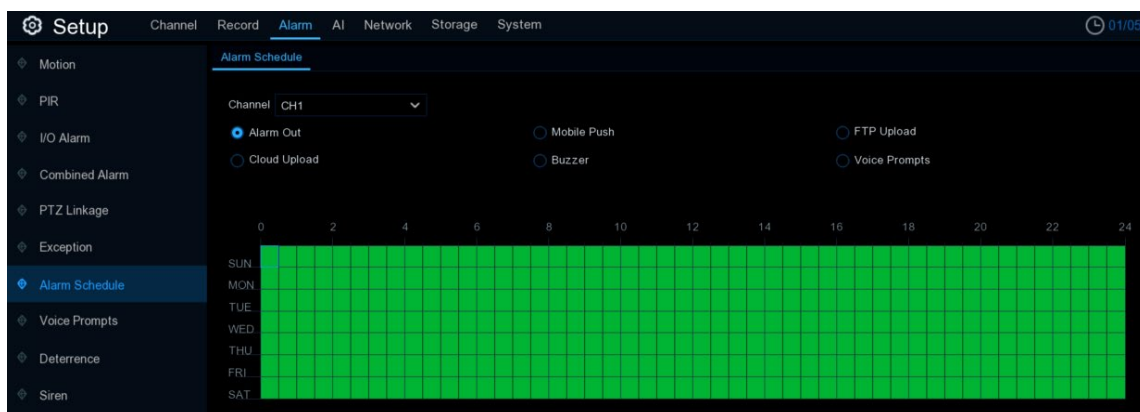 Setup Channel Record Alarm AI Network Storage System 01/05
Motion
PIR
I/O Alarm
Combined Alarm
PTZ Linkage
Exception
Alarm Schedule
Voice Prompts
Deterrence
Siren
Alarm Schedule
Channel CH1
Alarm Out Mobile Push FTP Upload
Cloud Upload Buzzer Voice Prompts
0 2 4 6 8 10 12 14 16 18 20 22 24
SUN
MON
TUE
WED
THU
FRI
SAT